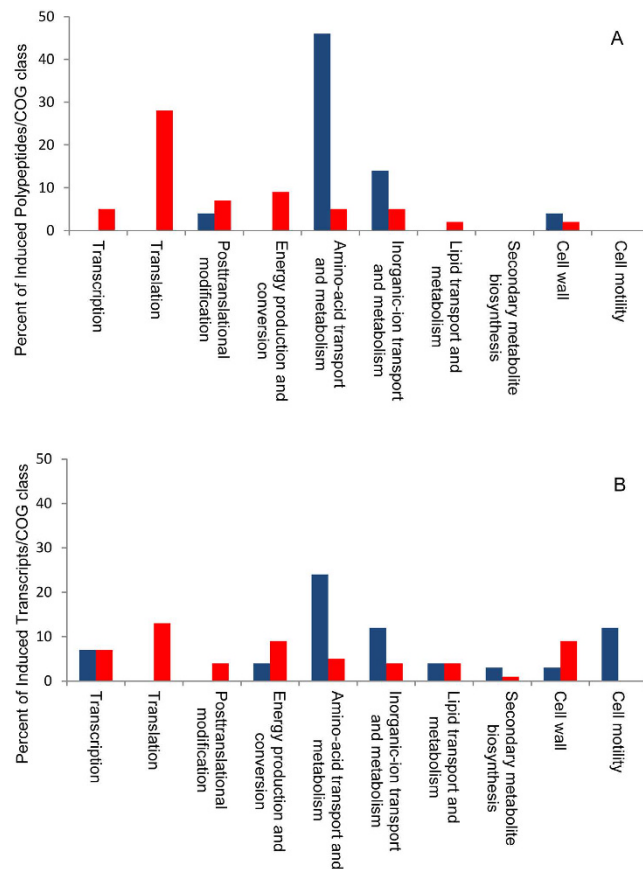 A
Percent of Induced Polypeptides/COG class
50
40
30
20
10
0
Transcription
Translation
Posttranslational
modification
Energy production and
conversion
Amino-acid transport
and metabolism
Inorganic-ion transport
and metabolism
Lipid transport and
metabolism
Secondary metabolite
biosynthesis
Cell wall
Cell motility
B
Percent of Induced Transcripts/COG class
50
40
30
20
10
0
Transcription
Translation
Posttranslational
modification
Energy production and
conversion
Amino-acid transport and
metabolism
Inorganic-ion transport
and metabolism
Lipid transport and
metabolism
Secondary metabolite
biosynthesis
Cell wall
Cell motility